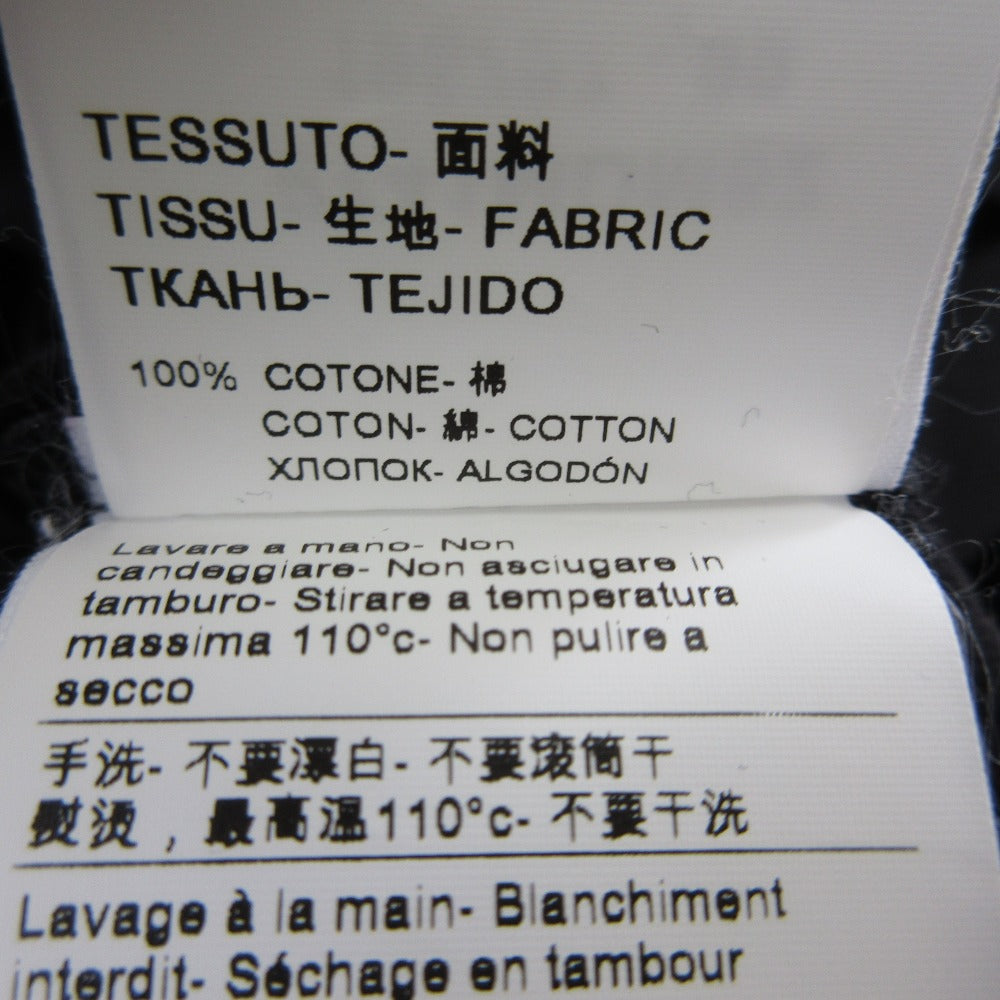 TESSUTO- 面料
TISSU- 生地- FABRIC
ТКАНЬ- TEJIDO
100% COTONE- 棉
COTON- 綿- COTTON
ХЛОПОК- ALGODÓN
Lavare a mano- Non
candeggiare- Non asciugare in
tamburo- Stirare a temperatura
massima 110°c- Non pulire a
secco
手洗- 不要漂白- 不要滚筒干
熨烫，最高温110°c- 不要干洗
Lavage à la main- Blanchiment
interdit- Séchage en tambour